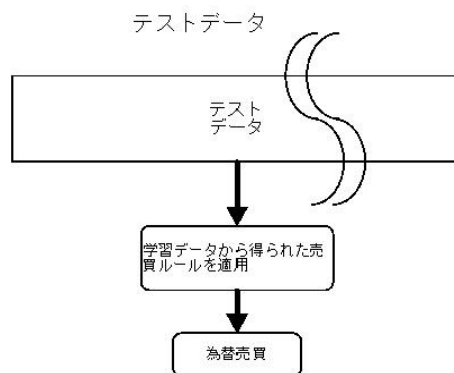 テストデータ
テスト
データ
学習データから得られた売
買ルールを適用
為替売買